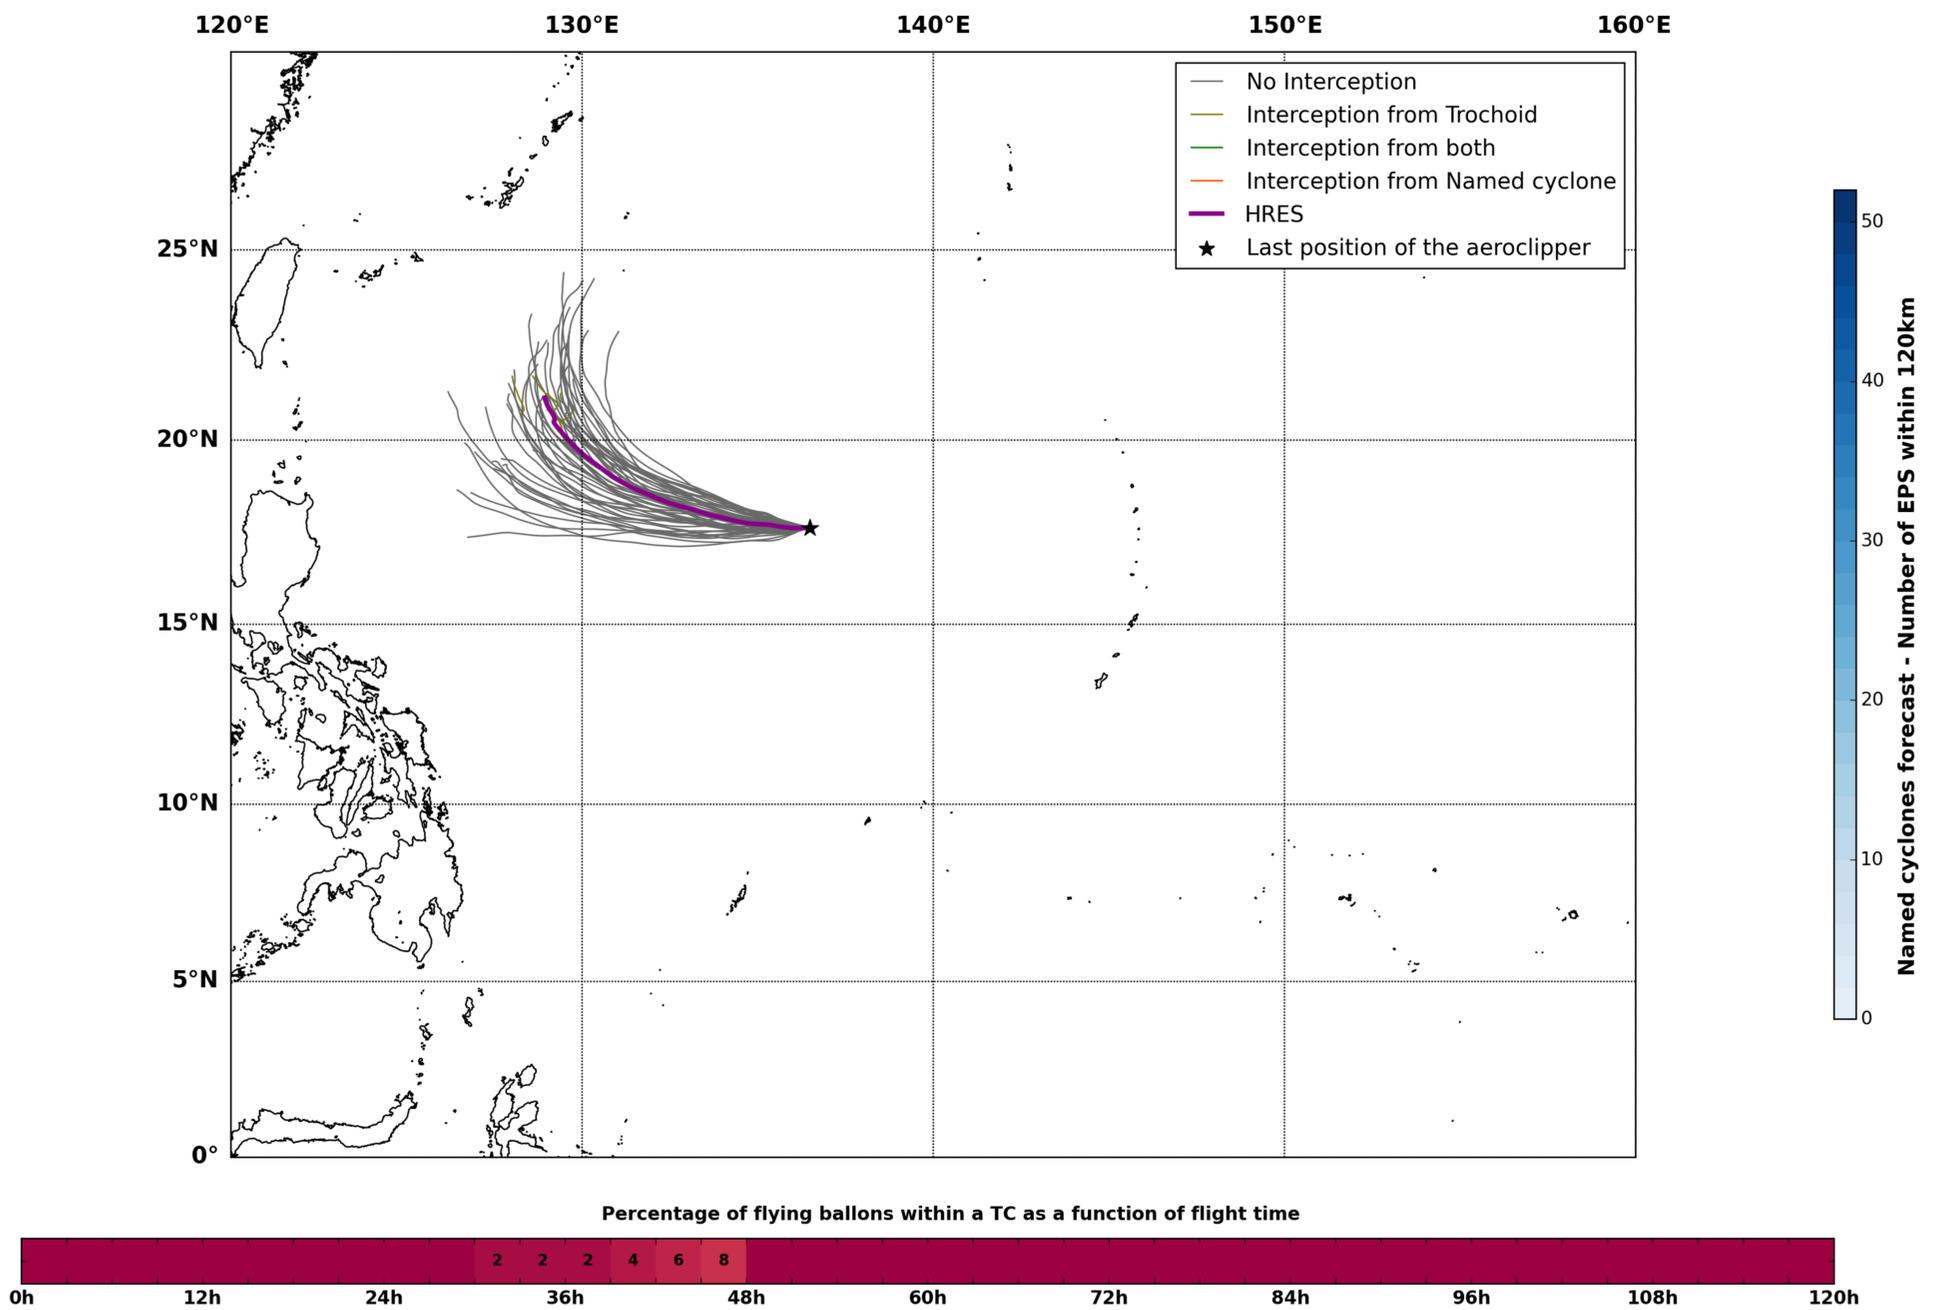 120°E 130°E 140°E 150°E 160°E
No Interception
Interception from Trochoid
Interception from both
Interception from Named cyclone
HRES
Last position of the aeroclipper
25°N
20°N
15°N
10°N
5°N
0°
50
40
30
20
10
0
Named cyclones forecast - Number of EPS within 120km
Percentage of flying ballons within a TC as a function of flight time
2 2 2 4 6 8
0h 12h 24h 36h 48h 60h 72h 84h 96h 108h 120h